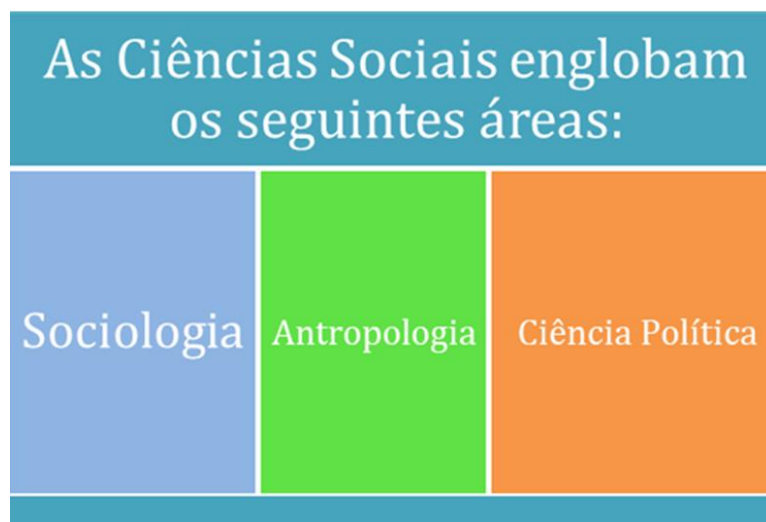 As Ciências Sociais englobam
os seguintes áreas:
Sociologia
Antropologia
Ciência Política